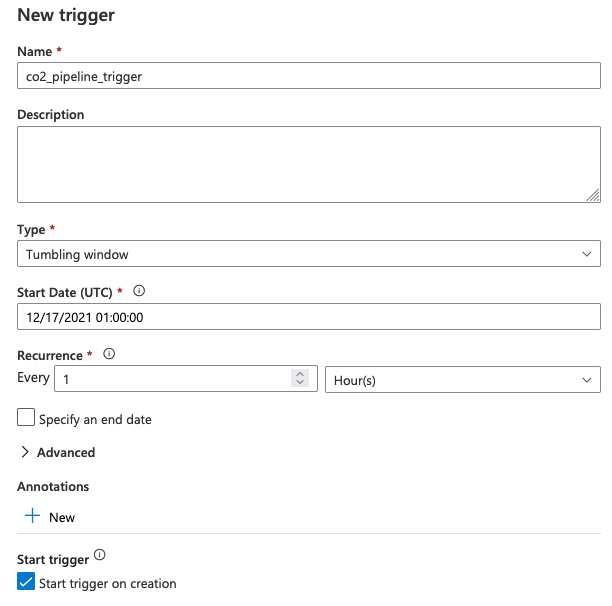 New trigger
Name *
co2_pipeline_trigger
Description
Type *
Tumbling window
Start Date (UTC) *
12/17/2021 01:00:00
Recurrence *
Every 1 Hour(s)
Specify an end date
Advanced
Annotations
New
Start trigger
Start trigger on creation